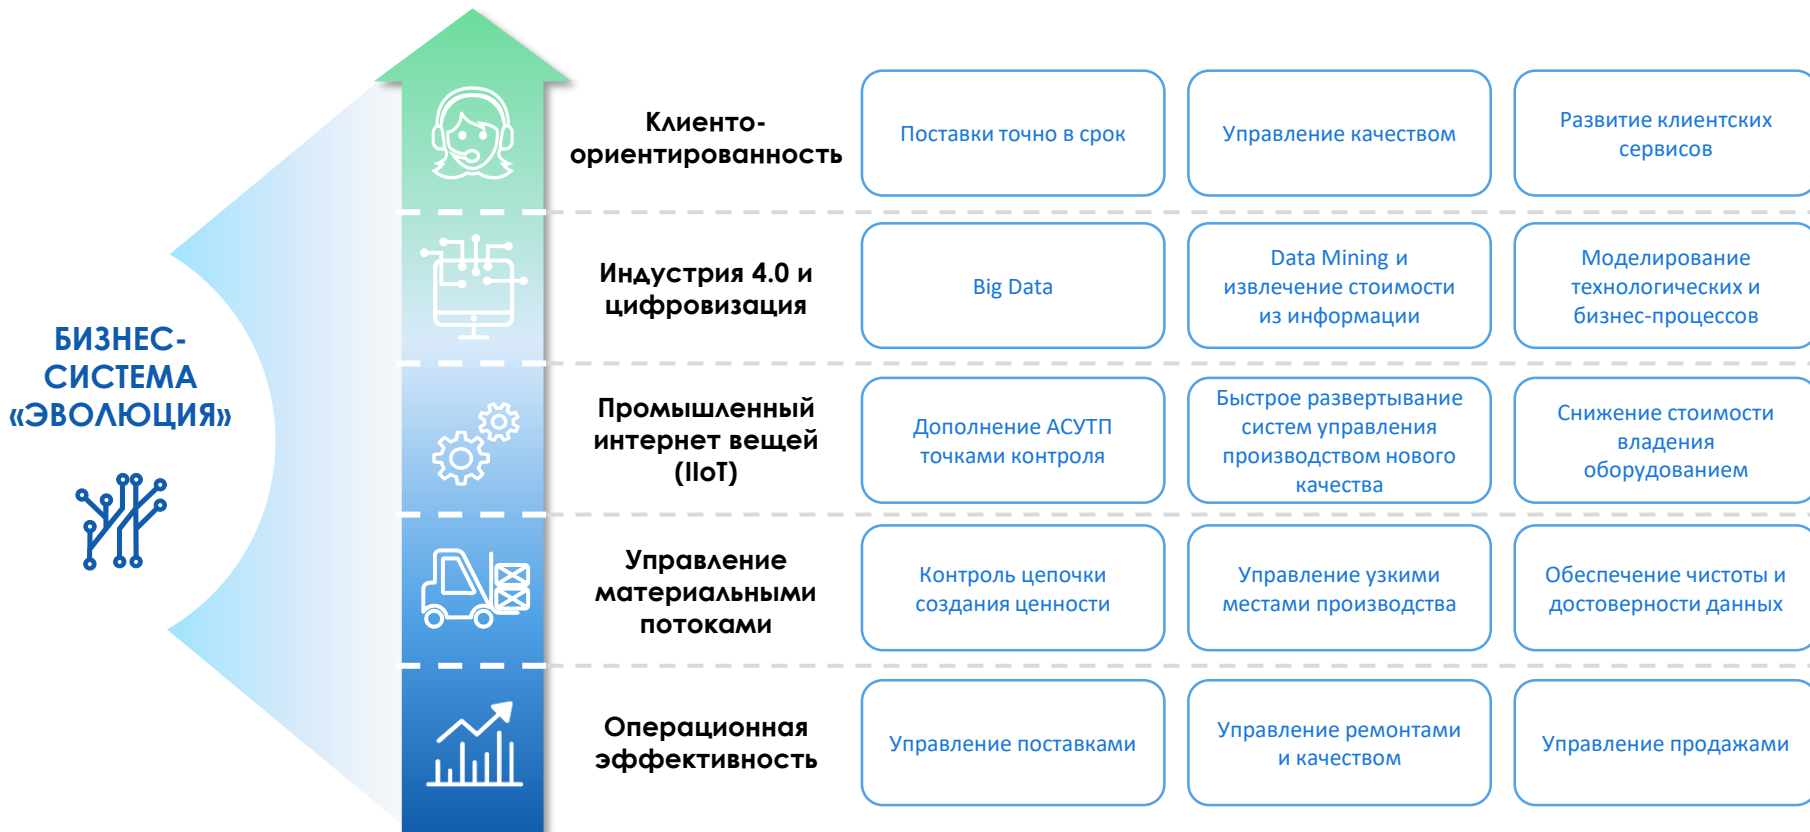 БИЗНЕС-
СИСТЕМА
«ЭВОЛЮЦИЯ»
Клиенто-
ориентированность
Поставки точно в срок
Управление качеством
Развитие клиентских
сервисов
Индустрия 4.0 и
цифровизация
Big Data
Data Mining и
извлечение стоимости
из информации
Моделирование
технологических и
бизнес-процессов
Промышленный
интернет вещей
(IIoT)
Дополнение АСУТП
точками контроля
Быстрое развертывание
систем управления
производством нового
качества
Снижение стоимости
владения
оборудованием
Управление
материальными
потоками
Контроль цепочки
создания ценности
Управление узкими
местами производства
Обеспечение чистоты и
достоверности данных
Операционная
эффективность
Управление поставками
Управление ремонтами
и качеством
Управление продажами